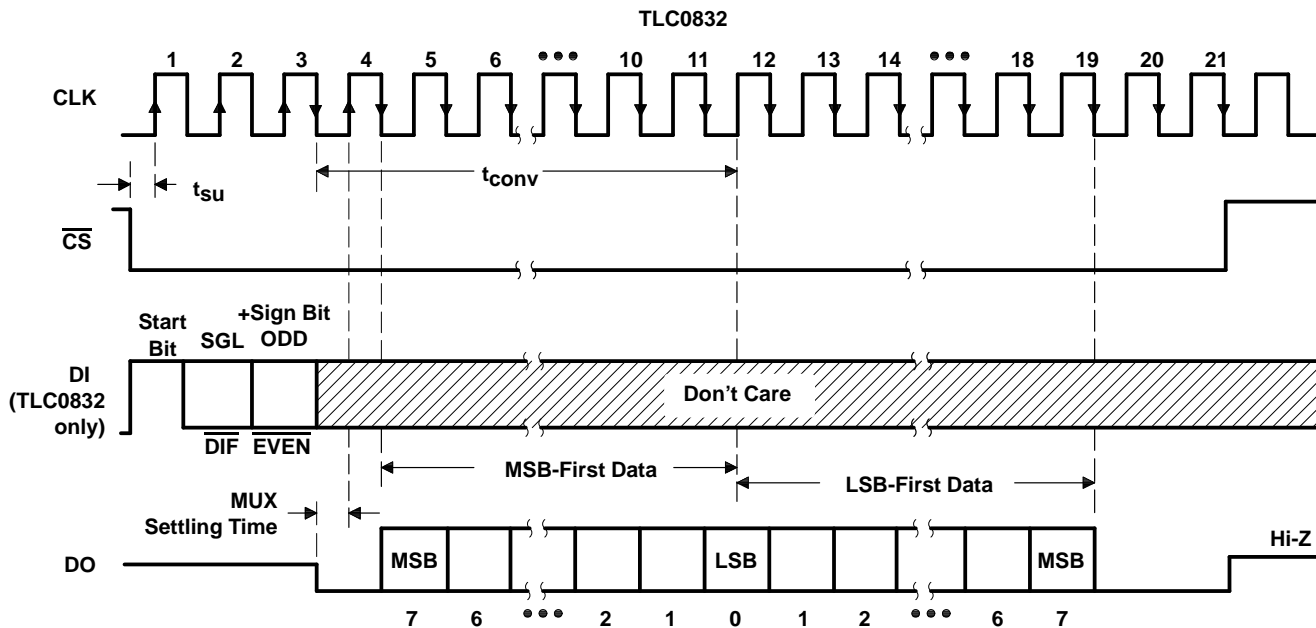 TLC0832
1 2 3 4 5 6 10 11 12 13 14 18 19 20 21
CLK
tsu
tconv
CS
Start
Bit
SGL
+Sign Bit
ODD
DI
(TLC0832
only)
Don't Care
DIF
EVEN
MSB-First Data
LSB-First Data
MUX
Settling Time
Hi-Z
DO
MSB
LSB
MSB
7 6 2 1 0 1 2 6 7